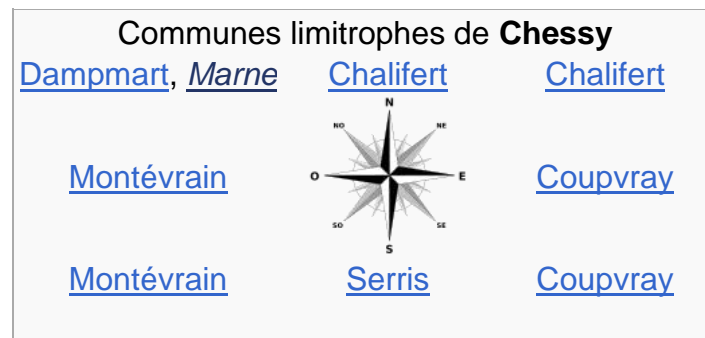 Communes limitrophes de Chessy
Dampmart, Marne Chalifert Chalifert
N
NO NE
Montévrain O E Coupvray
SO SE
S
Montévrain Serris Coupvray